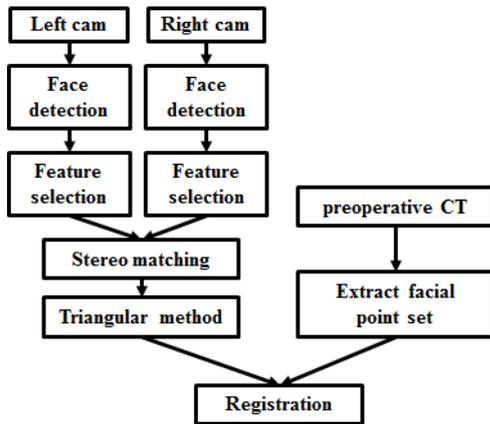 Left cam
Right cam
Face
detection
Face
detection
Feature
selection
Feature
selection
preoperative CT
Stereo matching
Extract facial
point set
Triangular method
Registration